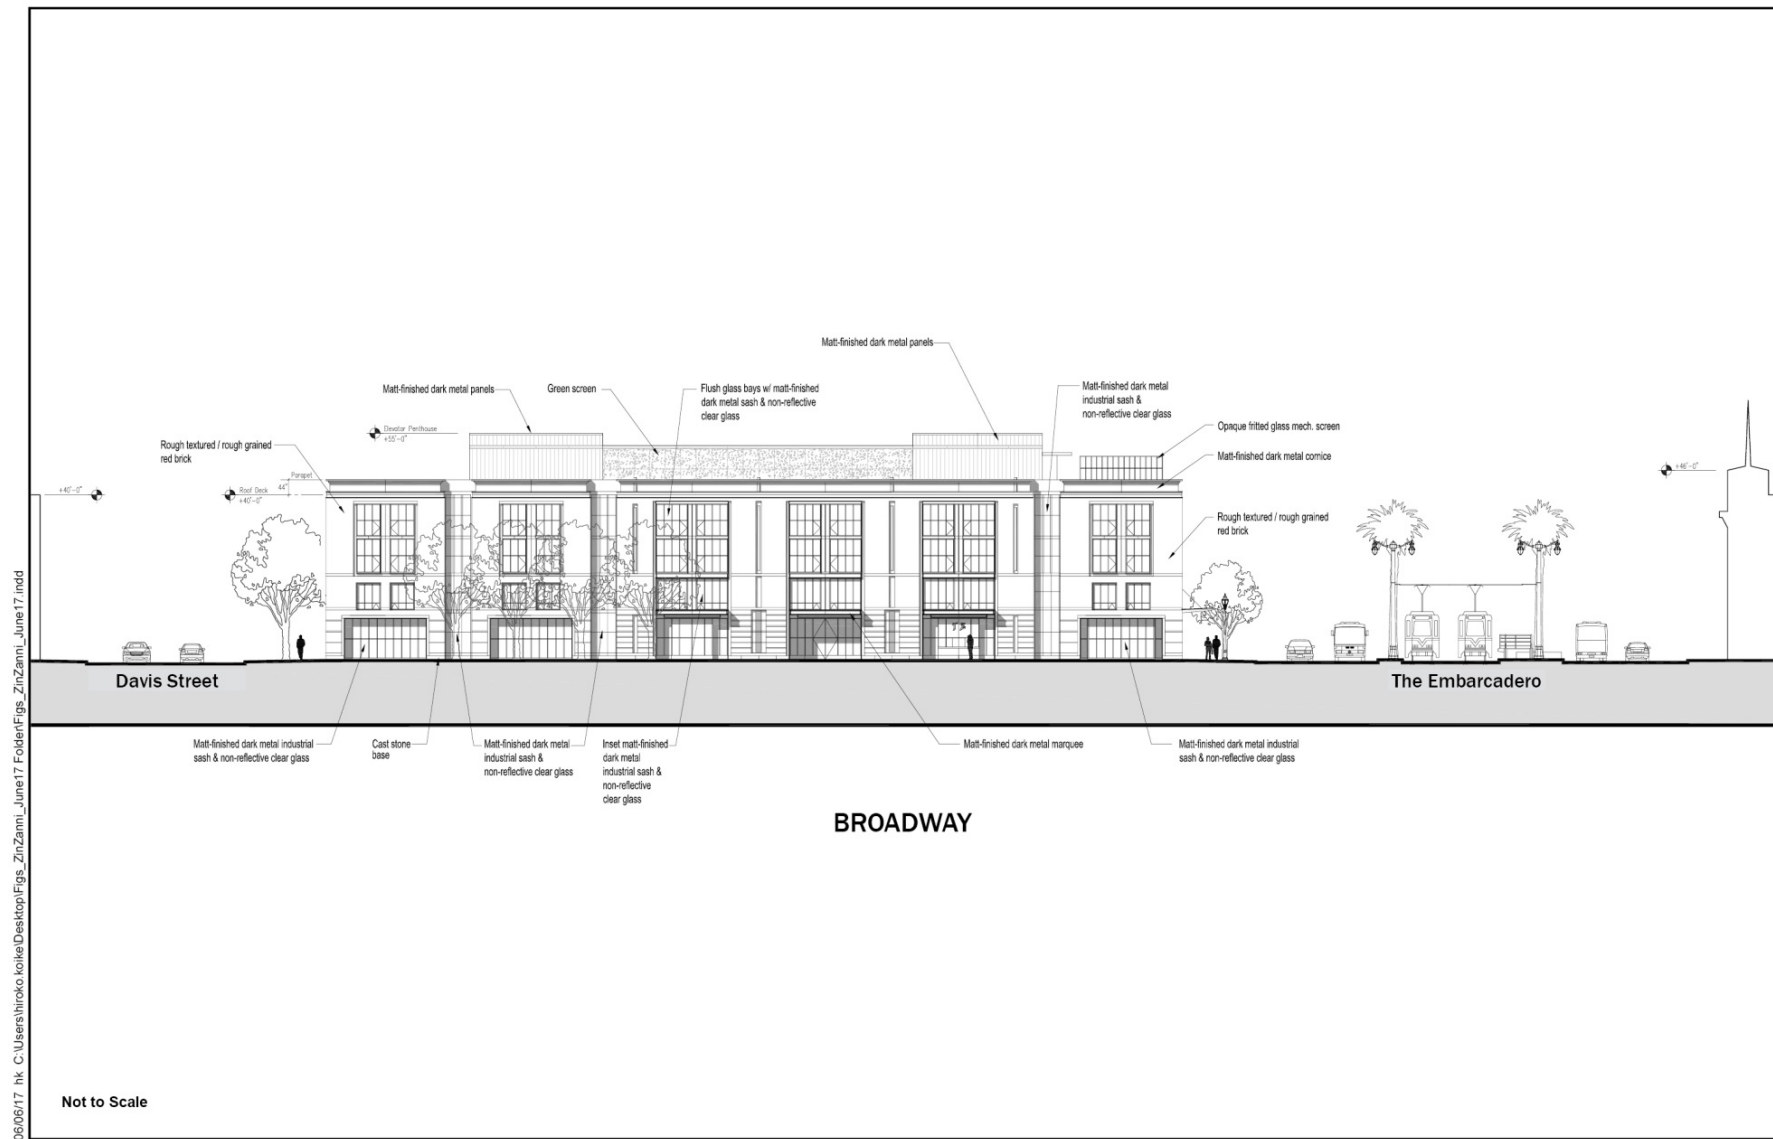 Matt-finished dark metal panels
Matt-finished dark metal panels
Green screen
Flush glass bays w/ matt-finished
dark metal sash & non-reflective
clear glass
Matt-finished dark metal
industrial sash &
non-reflective clear glass
Elevator Penthouse
+55'-0"
Opaque fritted glass mech. screen
Rough textured / rough grained
red brick
Matt-finished dark metal cornice
Parapet
44"
+46'-0"
+40'-0"
Roof Deck
+40'-0"
Rough textured / rough grained
red brick
Davis Street
The Embarcadero
Matt-finished dark metal industrial
sash & non-reflective clear glass
Cast stone
base
Matt-finished dark metal
industrial sash &
non-reflective clear glass
Inset matt-finished
dark metal
industrial sash &
non-reflective
clear glass
Matt-finished dark metal marquee
Matt-finished dark metal industrial
sash & non-reflective clear glass
BROADWAY
Not to Scale
06/06/17 hk C:\Users\hiroko.koike\Desktop\Figs_ZinZanni_June17 Folder\Figs_ZinZanni_June17.indd